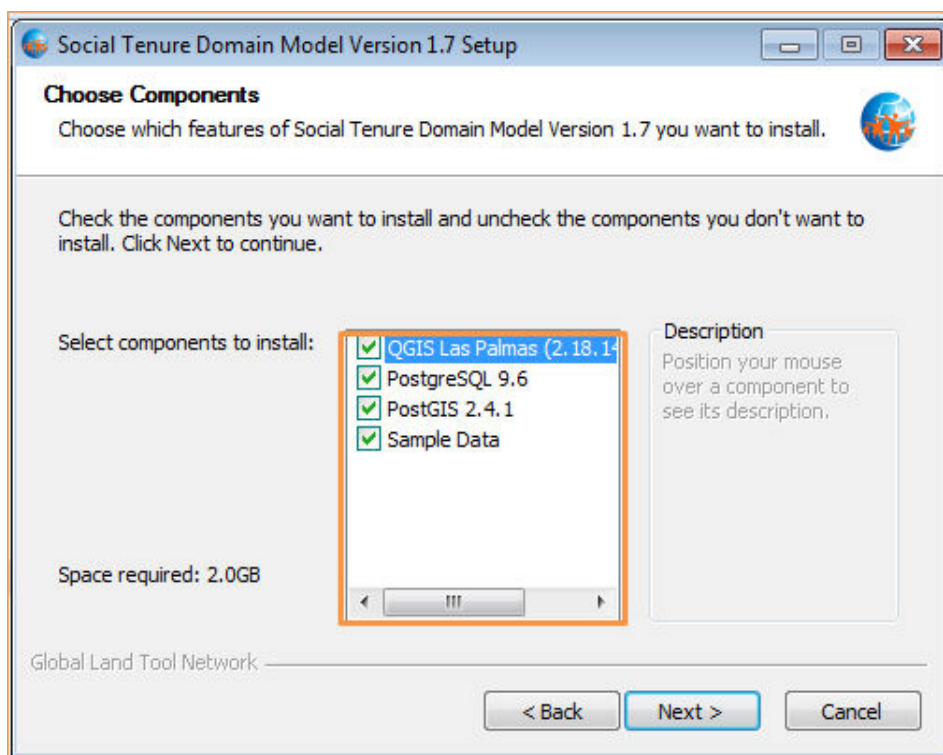 Social Tenure Domain Model Version 1.7 Setup
Choose Components
Choose which features of Social Tenure Domain Model Version 1.7 you want to install.
Check the components you want to install and uncheck the components you don't want to
install. Click Next to continue.
Select components to install:
QGIS Las Palmas (2.18.14
PostgreSQL 9.6
PostGIS 2.4.1
Sample Data
Description
Position your mouse
over a component to
see its description.
Space required: 2.0GB
Global Land Tool Network
< Back
Next >
Cancel